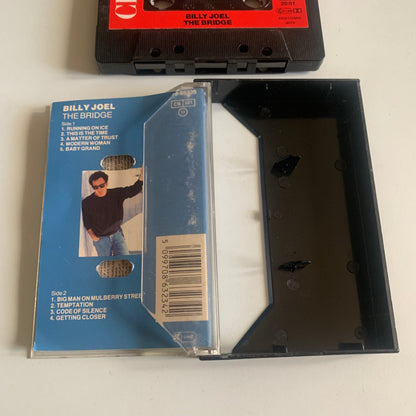 BILLY JOEL
THE BRIDGE
BILLY JOEL
THE BRIDGE
Side 1
1. RUNNING ON ICE
2. THIS IS THE TIME
3. A MATTER OF TRUST
4. MODERN WOMAN
5. BABY GRAND
Side 2
1. BIG MAN ON MULBERRY STREE
2. TEMPTATION
3. CODE OF SILENCE
4. GETTING CLOSER
5 099708 632342